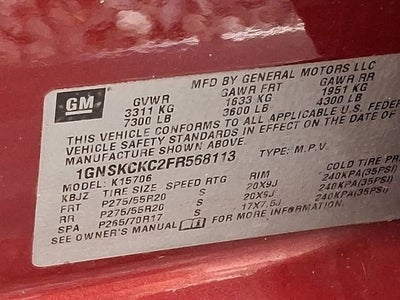 MFD BY GENERAL MOTORS LLC
GM GVWR GAWR FRT GAWR RR
3311 KG 1633 KG 1951 KG
7300 LB 3600 LB 4300 LB
THIS VEHICLE CONFORMS TO ALL APPLICABLE U.S. FEDERAL
VEHICLE SAFETY STANDARDS IN EFFECT ON THE DATE OF
MANUFACTURE SHOWN ABOVE.
1GNSKCKC2FR558113 TYPE: M.P.V.
MODEL: K15706 COLD TIRE PR
KBJZ TIRE SIZE SPEED RTG RIM 240KPA(35PSI)
FRT P275/55R20 S 20X9J 240KPA(35PSI)
RR P275/55R20 S 20X9J 240KPA(35PSI)
SPA P265/70R17 S 17X7.5J
SEE OWNER'S MANUAL FOR MORE INFORMATION.